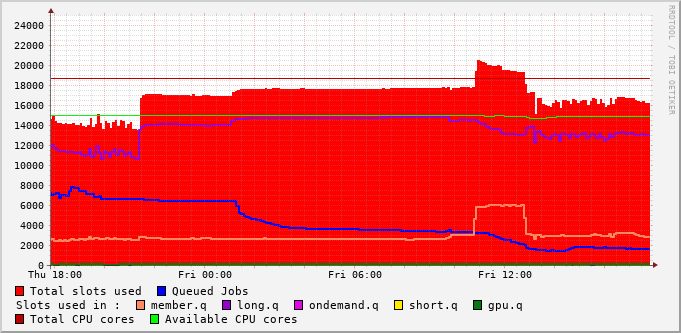 24000
22000
20000
18000
16000
14000
12000
10000
8000
6000
4000
2000
0
Thu 18:00 Fri 00:00 Fri 06:00 Fri 12:00
RRDTOOL / TOBI OETIKER
Total slots used Queued Jobs
Slots used in : member.q long.q ondemand.q short.q gpu.q
Total CPU cores Available CPU cores